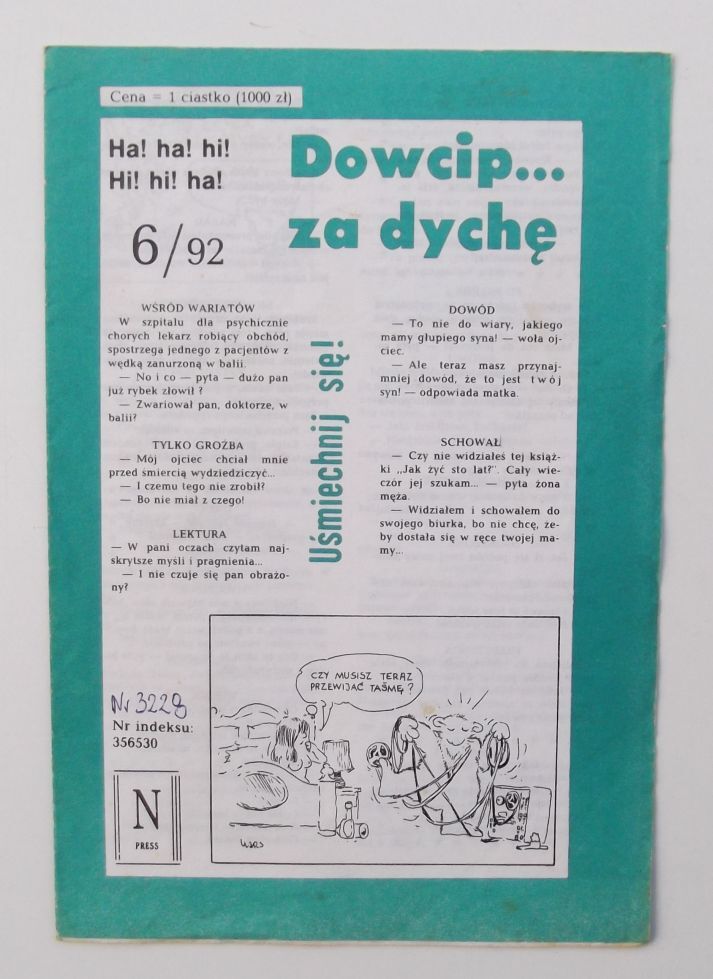 Cena = 1 ciastko (1000 zł)
Ha! ha! hi!
Hi! hi! ha!
6/92
Dowcip...
za dychę
WŚRÓD WARIATÓW
W szpitalu dla psychicznie
chorych lekarz robiący obchód,
spostrzega jednego z pacjentów z
wędką zanurzoną w balii.
— No i co — pyta — dużo pan
już rybek złowił ?
— Zwariował pan, doktorze, w
balii?
TYLKO GROŹBA
— Mój ojciec chciał mnie
przed śmiercią wydziedziczyć...
— I czemu tego nie zrobił?
— Bo nie miał z czego!
LEKTURA
— W pani oczach czytam naj-
skrytsze myśli i pragnienia...
— I nie czuje się pan obrażo-
ny?
Uśmiechnij się!
DOWÓD
— To nie do wiary, jakiego
mamy głupiego syna! — woła oj-
ciec.
— Ale teraz masz przynaj-
mniej dowód, że to jest twój
syn! — odpowiada matka.
SCHOWAŁ
— Czy nie widziałeś tej książ-
ki „Jak żyć sto lat?". Cały wie-
czór jej szukam... — pyta żona
męża.
— Widziałem i schowałem do
swojego biurka, bo nie chcę, że-
by dostała się w ręce twojej ma-
my...
CZY MUSISZ TERAZ
PRZEWIJAĆ TAŚMĘ ?
Nr 3228
Nr indeksu:
356530
N
PRESS